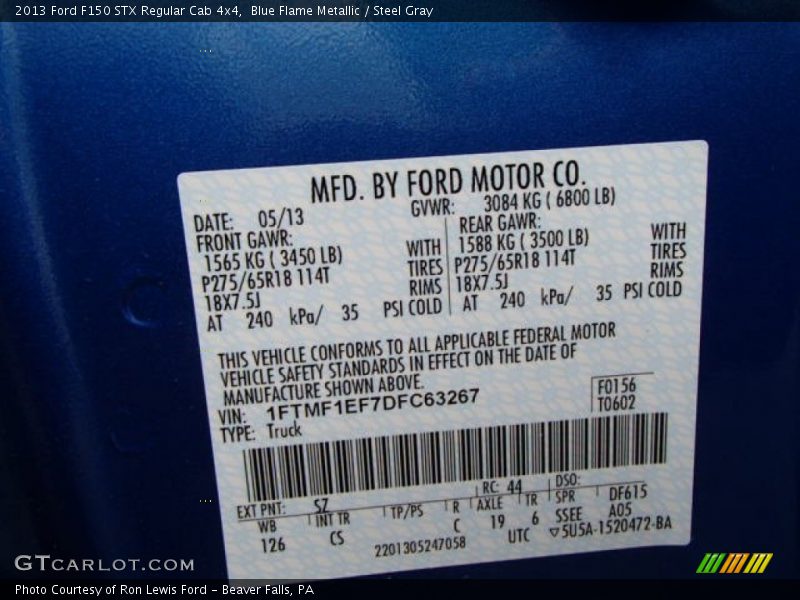 2013 Ford F150 STX Regular Cab 4x4,  Blue Flame Metallic / Steel Gray
MFD. BY FORD MOTOR CO.
DATE: 05/13 GVWR: 3084 KG ( 6800 LB)
FRONT GAWR: REAR GAWR:
1565 KG ( 3450 LB) WITH 1588 KG ( 3500 LB) WITH
P275/65R18 114T TIRES P275/65R18 114T TIRES
18X7.5J RIMS 18X7.5J RIMS
AT 240 kPa/ 35 PSI COLD AT 240 kPa/ 35 PSI COLD
THIS VEHICLE CONFORMS TO ALL APPLICABLE FEDERAL MOTOR
VEHICLE SAFETY STANDARDS IN EFFECT ON THE DATE OF
MANUFACTURE SHOWN ABOVE.
VIN: 1FTMF1EF7DFC63267 F0156
TYPE: Truck T0602
EXT PNT: SZ RC: 44 DSO:
WB INT TR TP/PS R AXLE TR SPR DF615
126 CS C 19 6 SSEE A05
2201305247058 UTC ▽5U5A-1520472-BA
GTCARLOT.COM
Photo Courtesy of Ron Lewis Ford - Beaver Falls, PA